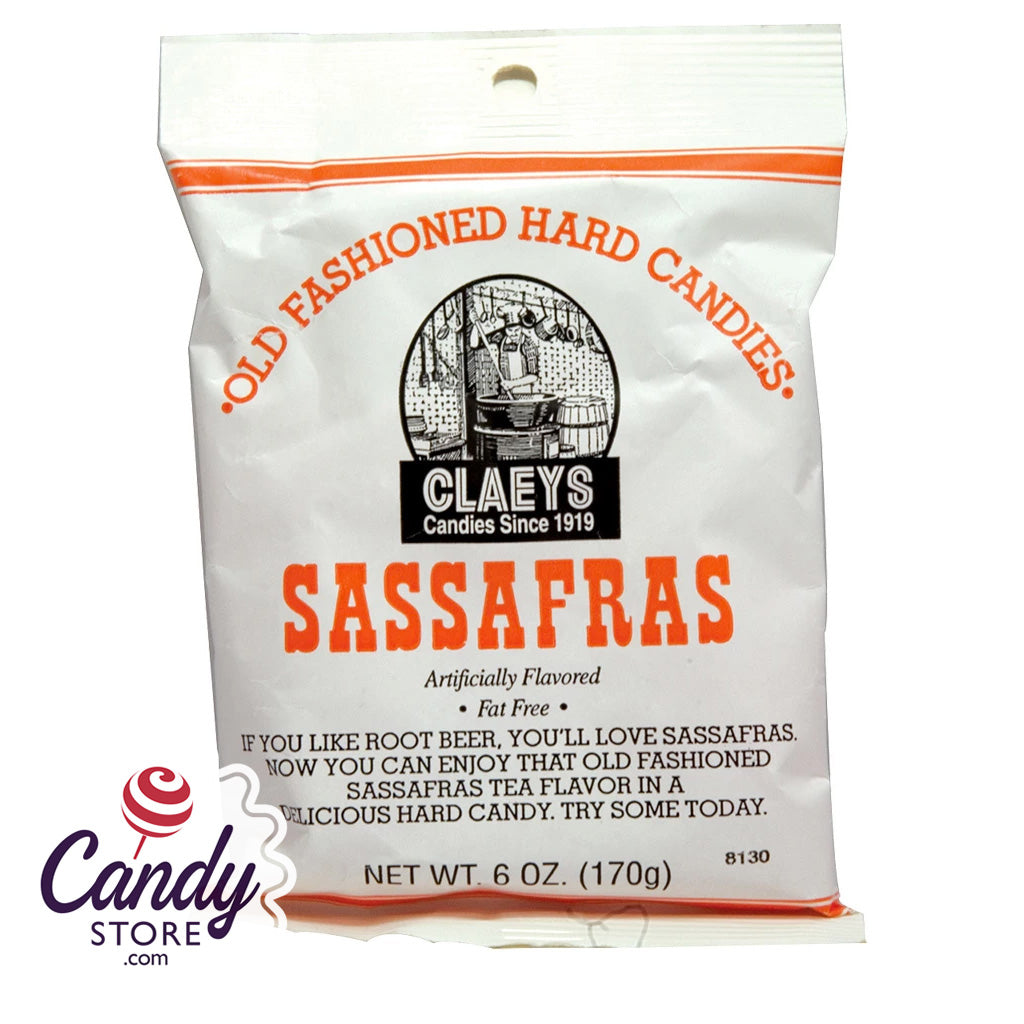 •OLD FASHIONED HARD CANDIES•
CLAEYS
Candies Since 1919
SASSAFRAS
Artificially Flavored
• Fat Free •
IF YOU LIKE ROOT BEER, YOU'LL LOVE SASSAFRAS.
NOW YOU CAN ENJOY THAT OLD FASHIONED
SASSAFRAS TEA FLAVOR IN A
DELICIOUS HARD CANDY. TRY SOME TODAY.
8130
NET WT. 6 OZ. (170g)
Candy
STORE
.com